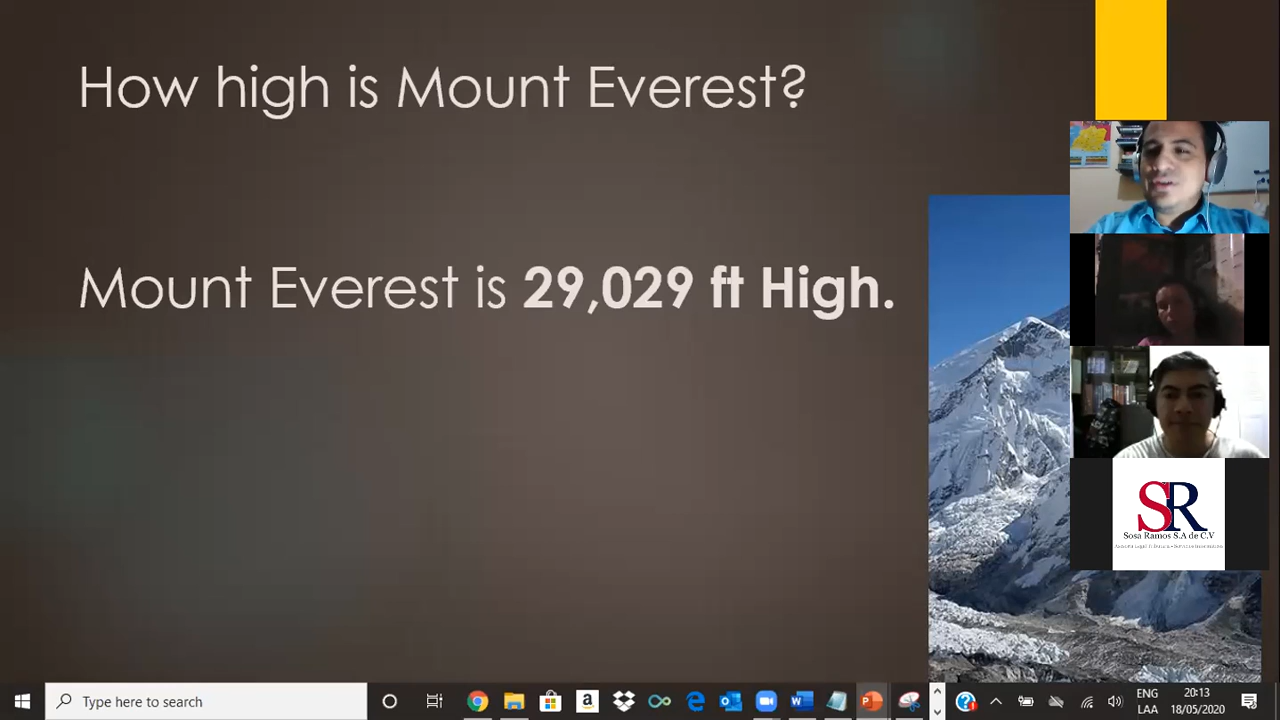 How high is Mount Everest?
Mount Everest is 29,029 ft High.
SR
Sosa Ramos S.A de C.V
Type here to search
ENG
LAA
20:13
18/05/2020